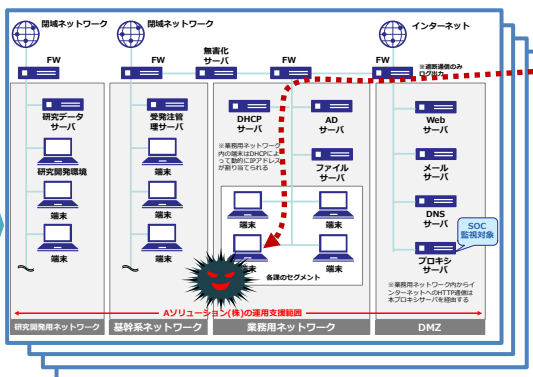 閉域ネットワーク
閉域ネットワーク
インターネット
FW
FW
無害化
サーバ
FW
FW
※遮断通信のみ
ログ出力
研究データ
サーバ
研究開発環境
端末
端末
受発注管
理サーバ
端末
端末
端末
DHCP
サーバ
※業務用ネットワーク
内の端末はDHCPによ
って動的にIPアドレス
が割り当てられる
AD
サーバ
ファイル
サーバ
端末
端末
端末
端末
各課のセグメント
Web
サーバ
メール
サーバ
DNS
サーバ
SOC
監視対象
プロキシ
サーバ
※業務用ネットワーク内からイ
ンターネットへのHTTP通信は
本プロキシサーバを経由する
Aソリューション(株)の運用支援範囲
研究開発用ネットワーク
基幹系ネットワーク
業務用ネットワーク
DMZ